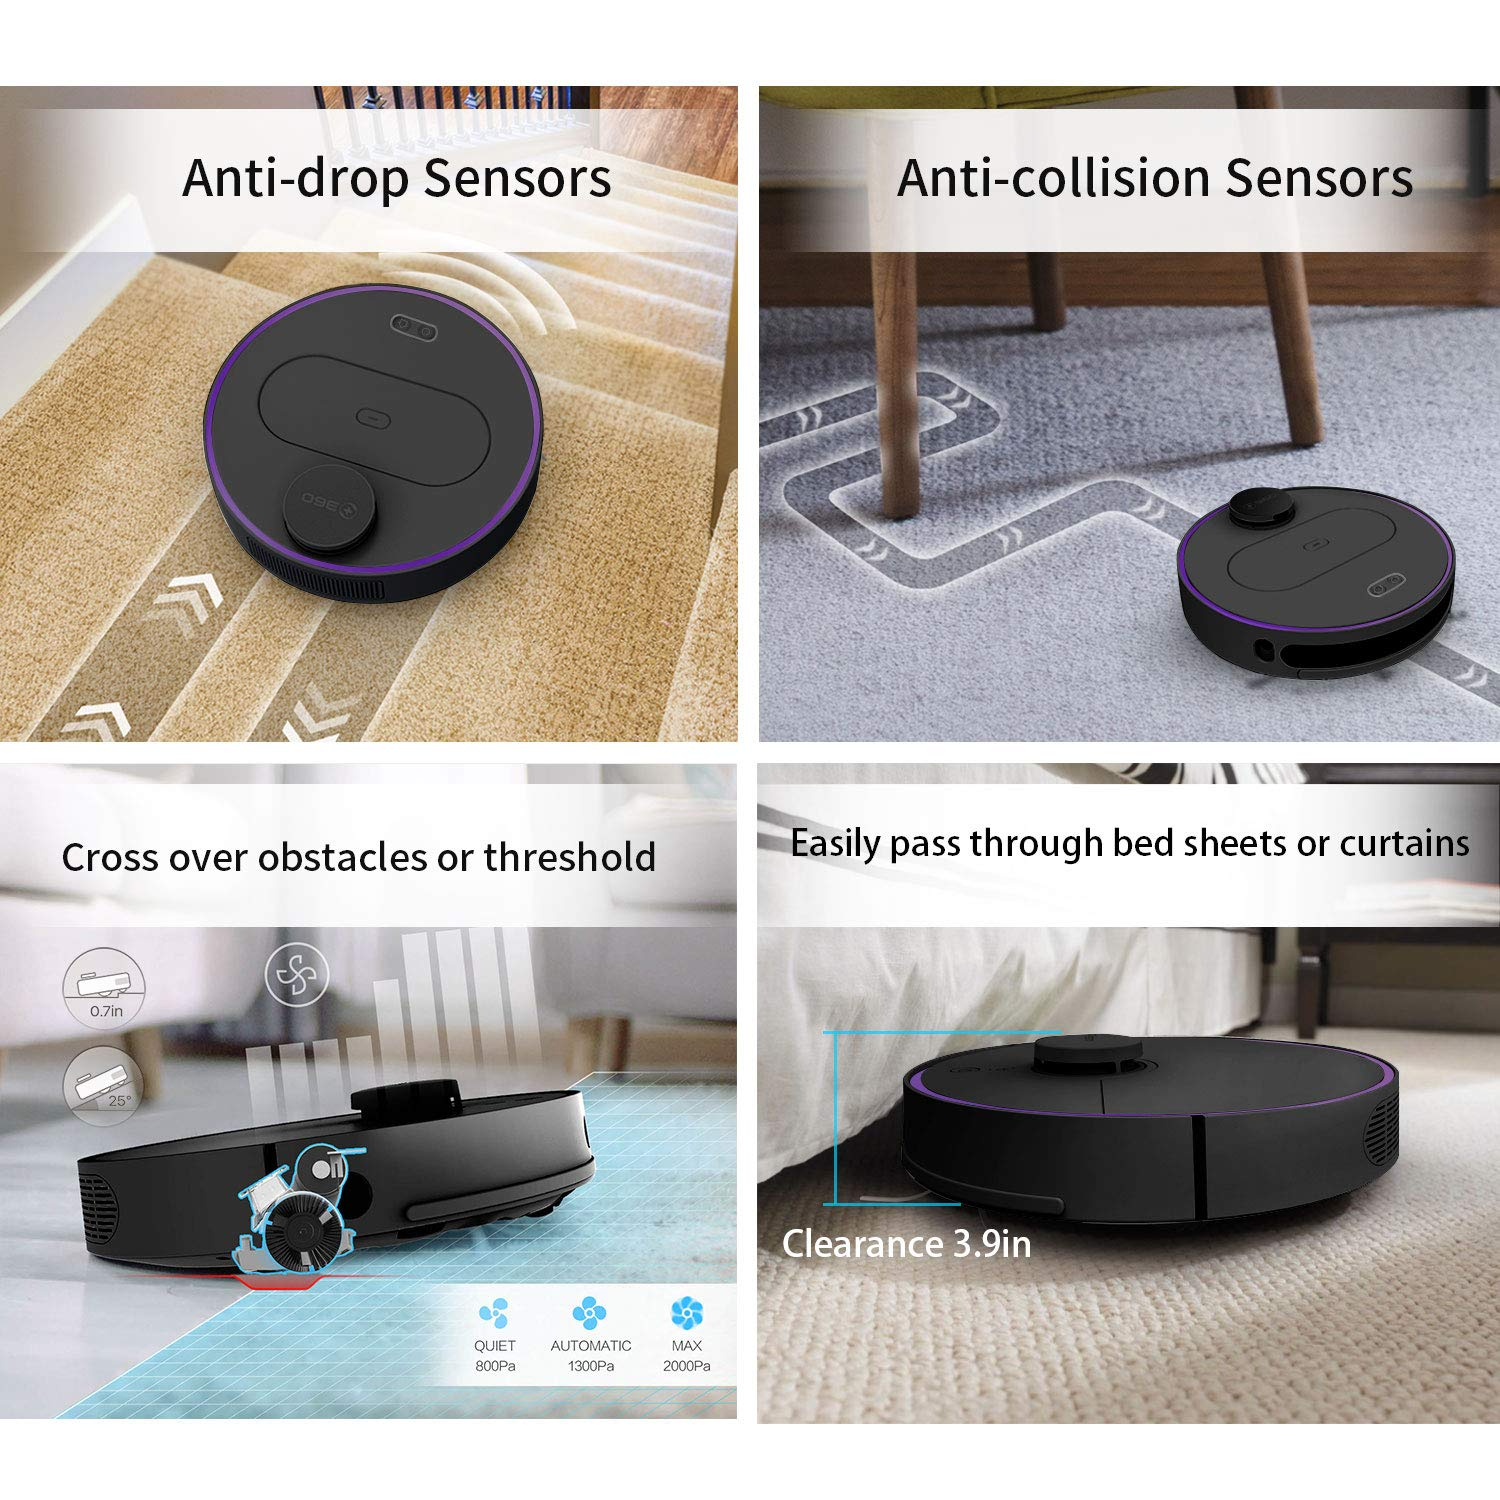 Anti-drop Sensors
360
Anti-collision Sensors
Cross over obstacles or threshold
0.7in
25°
QUIET
800Pa
AUTOMATIC
1300Pa
MAX
2000Pa
Easily pass through bed sheets or curtains
Clearance 3.9in